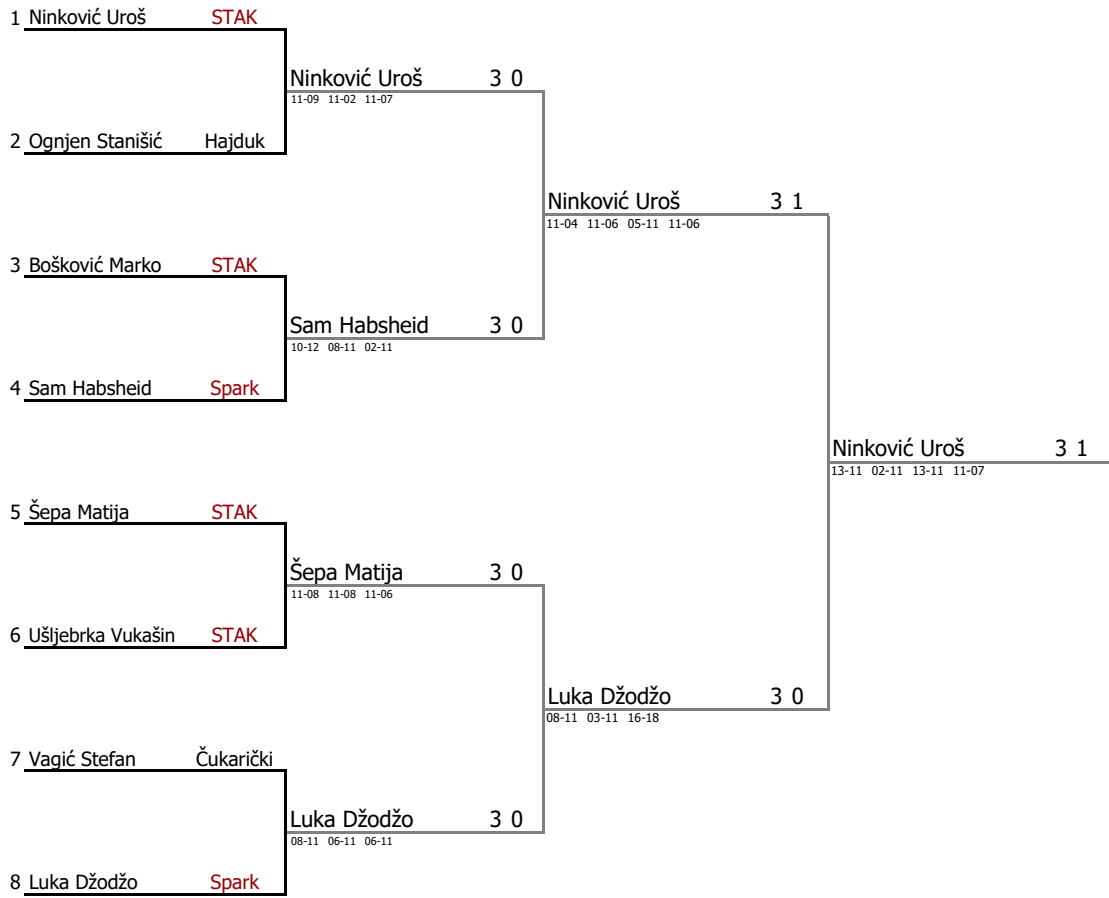 1 Ninković Uroš STAK
Ninković Uroš 3 0
11-09 11-02 11-07
2 Ognjen Stanišić Hajduk
Ninković Uroš 3 1
11-04 11-06 05-11 11-06
3 Bošković Marko STAK
Sam Habsheid 3 0
10-12 08-11 02-11
4 Sam Habsheid Spark
Ninković Uroš 3 1
13-11 02-11 13-11 11-07
5 Šepa Matija STAK
Šepa Matija 3 0
11-08 11-08 11-06
6 Ušljebrka Vukašin STAK
Luka Džodžo 3 0
08-11 03-11 16-18
7 Vagić Stefan Čukarički
Luka Džodžo 3 0
08-11 06-11 06-11
8 Luka Džodžo Spark